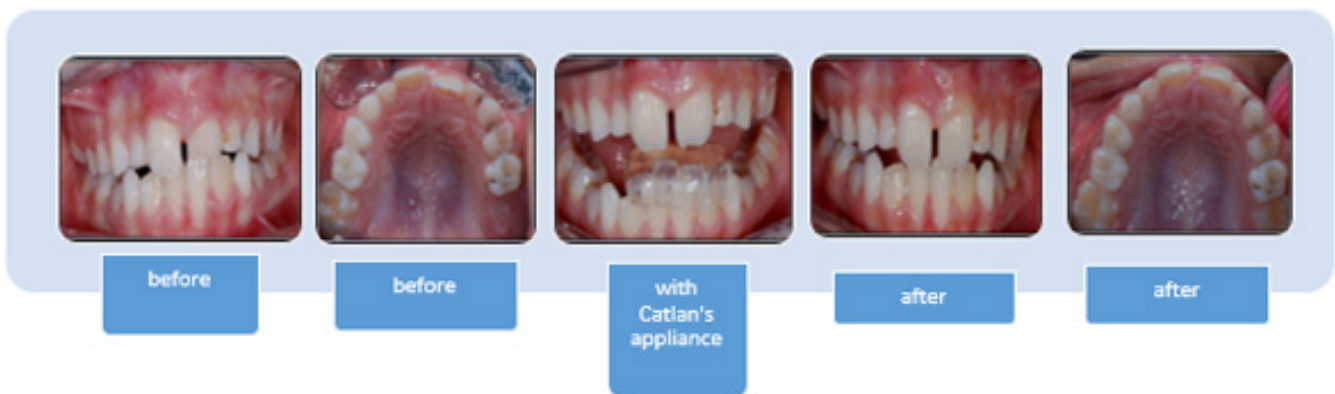 before
before
with
Catlan's
appliance
after
after